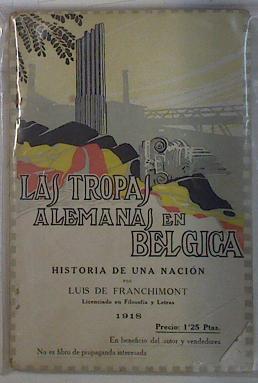 LAS TROPAS
ALEMANAS EN
BELGICA
HISTORIA DE UNA NACIÓN
POR
LUIS DE FRANCHIMONT
Licenciado en Filosofía y Letras
1918
Precio: 1'25 Ptas.
En beneficio del autor y vendedores
No es libro de propaganda interesada